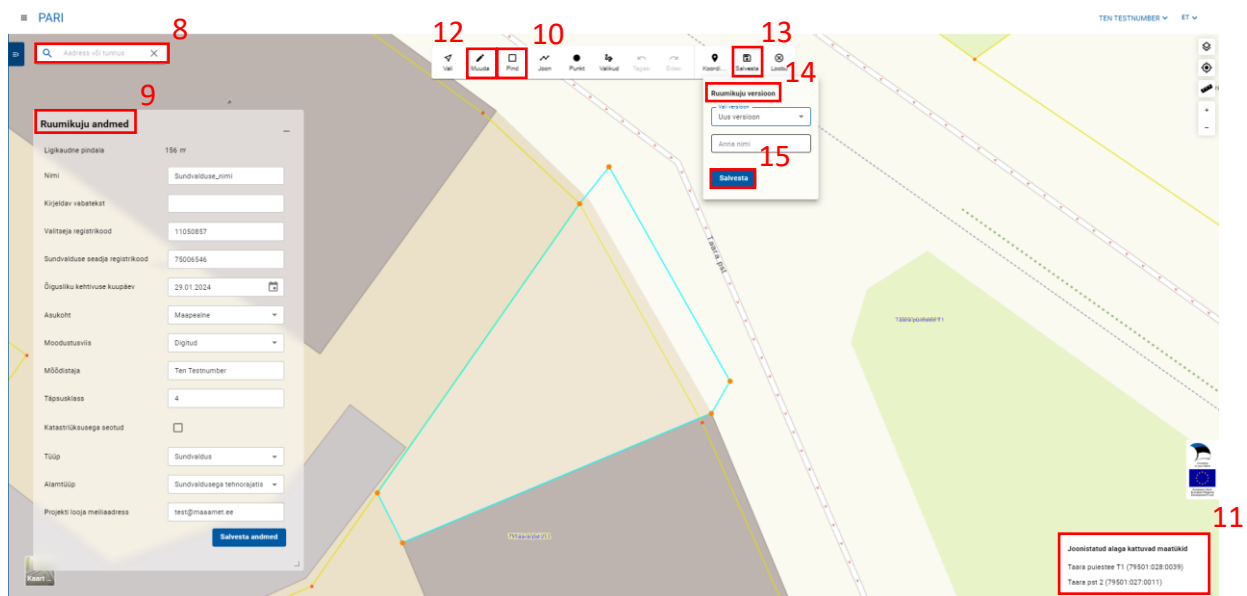 PARI
TEN TESTNUMBER
ET
8
10
12
13
14
Aadress või tunnus
Vali
Muuda
Pind
Joon
Punkt
Valikud
Tagasi
Edasi
Koordi...
Salvesta
Loobu
9
Ruumikuju andmed
Ligikaudne pindala 156 m²
Nimi Sundvalduse_nimi
Kirjeldav vabatekst
Valitseja registrikood 11050857
Sundvalduse seadja registrikood 75006546
Õigusliku kehtivuse kuupäev 29.01.2024
Asukoht Maapealne
Moodustusviis Digitud
Mõõdistaja Ten Testnumber
Täpsusklass 4
Katastriüksusega seotud
Tüüp Sundvaldus
Alamtüüp Sundvaldusega tehnorajatis
Projekti looja meiliaadress test@maaamet.ee
Salvesta andmed
Kaart ...
Ruumikuju versioon
Vali versioon
Uus versioon
Anna nimi
15
Salvesta
Taara pst
Taara puiestee T1
11
Joonistatud alaga kattuvad maatükid
Taara puiestee T1 (79501:028:0039)
Taara pst 2 (79501:027:0011)